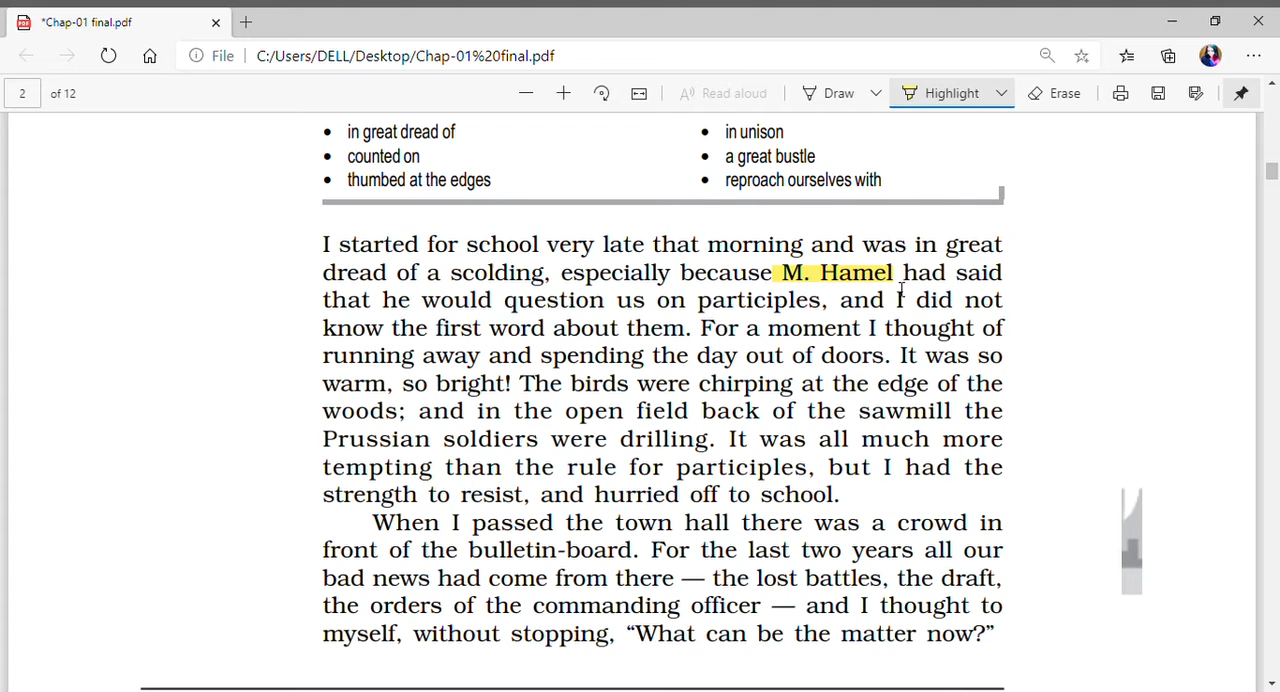 *Chap-01 final.pdf
File C:/Users/DELL/Desktop/Chap-01%20final.pdf
2 of 12 Read aloud Draw Highlight Erase
• in great dread of • in unison
• counted on • a great bustle
• thumbed at the edges • reproach ourselves with
I started for school very late that morning and was in great
dread of a scolding, especially because M. Hamel had said
that he would question us on participles, and I did not
know the first word about them. For a moment I thought of
running away and spending the day out of doors. It was so
warm, so bright! The birds were chirping at the edge of the
woods; and in the open field back of the sawmill the
Prussian soldiers were drilling. It was all much more
tempting than the rule for participles, but I had the
strength to resist, and hurried off to school.
When I passed the town hall there was a crowd in
front of the bulletin-board. For the last two years all our
bad news had come from there — the lost battles, the draft,
the orders of the commanding officer — and I thought to
myself, without stopping, “What can be the matter now?”